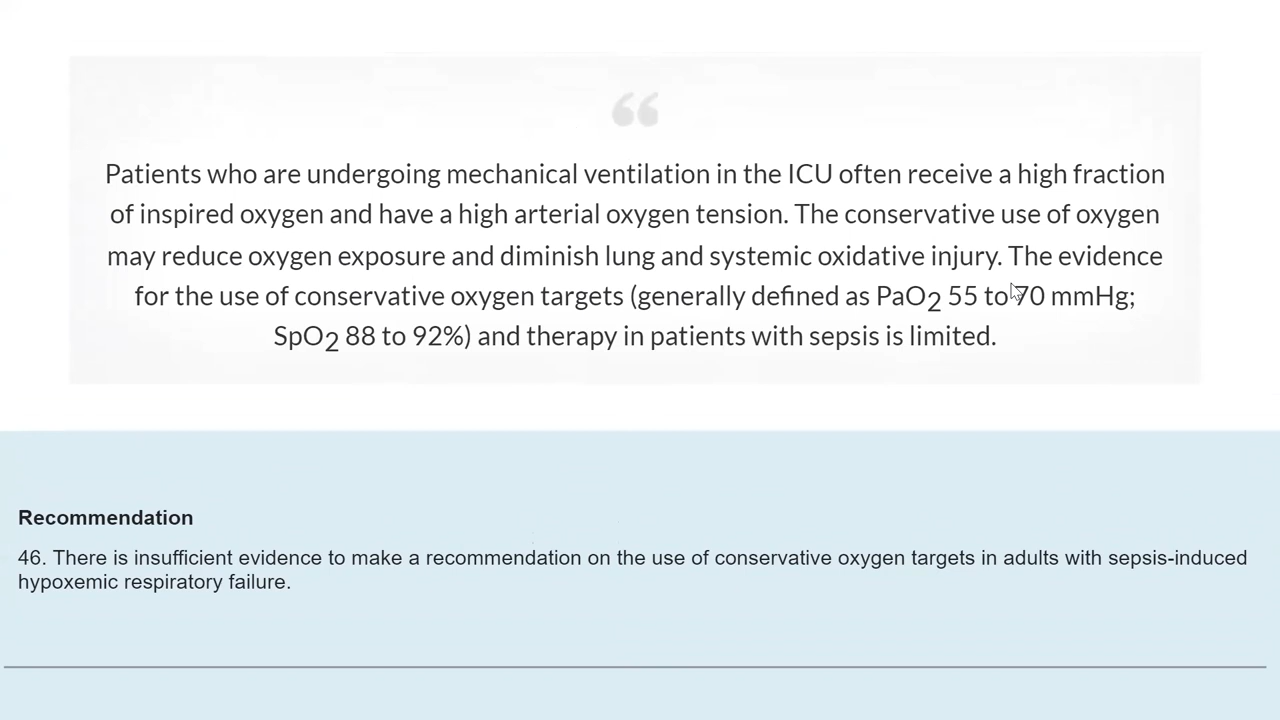 “
Patients who are undergoing mechanical ventilation in the ICU often receive a high fraction
of inspired oxygen and have a high arterial oxygen tension. The conservative use of oxygen
may reduce oxygen exposure and diminish lung and systemic oxidative injury. The evidence
for the use of conservative oxygen targets (generally defined as PaO2 55 to 70 mmHg;
SpO2 88 to 92%) and therapy in patients with sepsis is limited.
Recommendation
46. There is insufficient evidence to make a recommendation on the use of conservative oxygen targets in adults with sepsis-induced
hypoxemic respiratory failure.